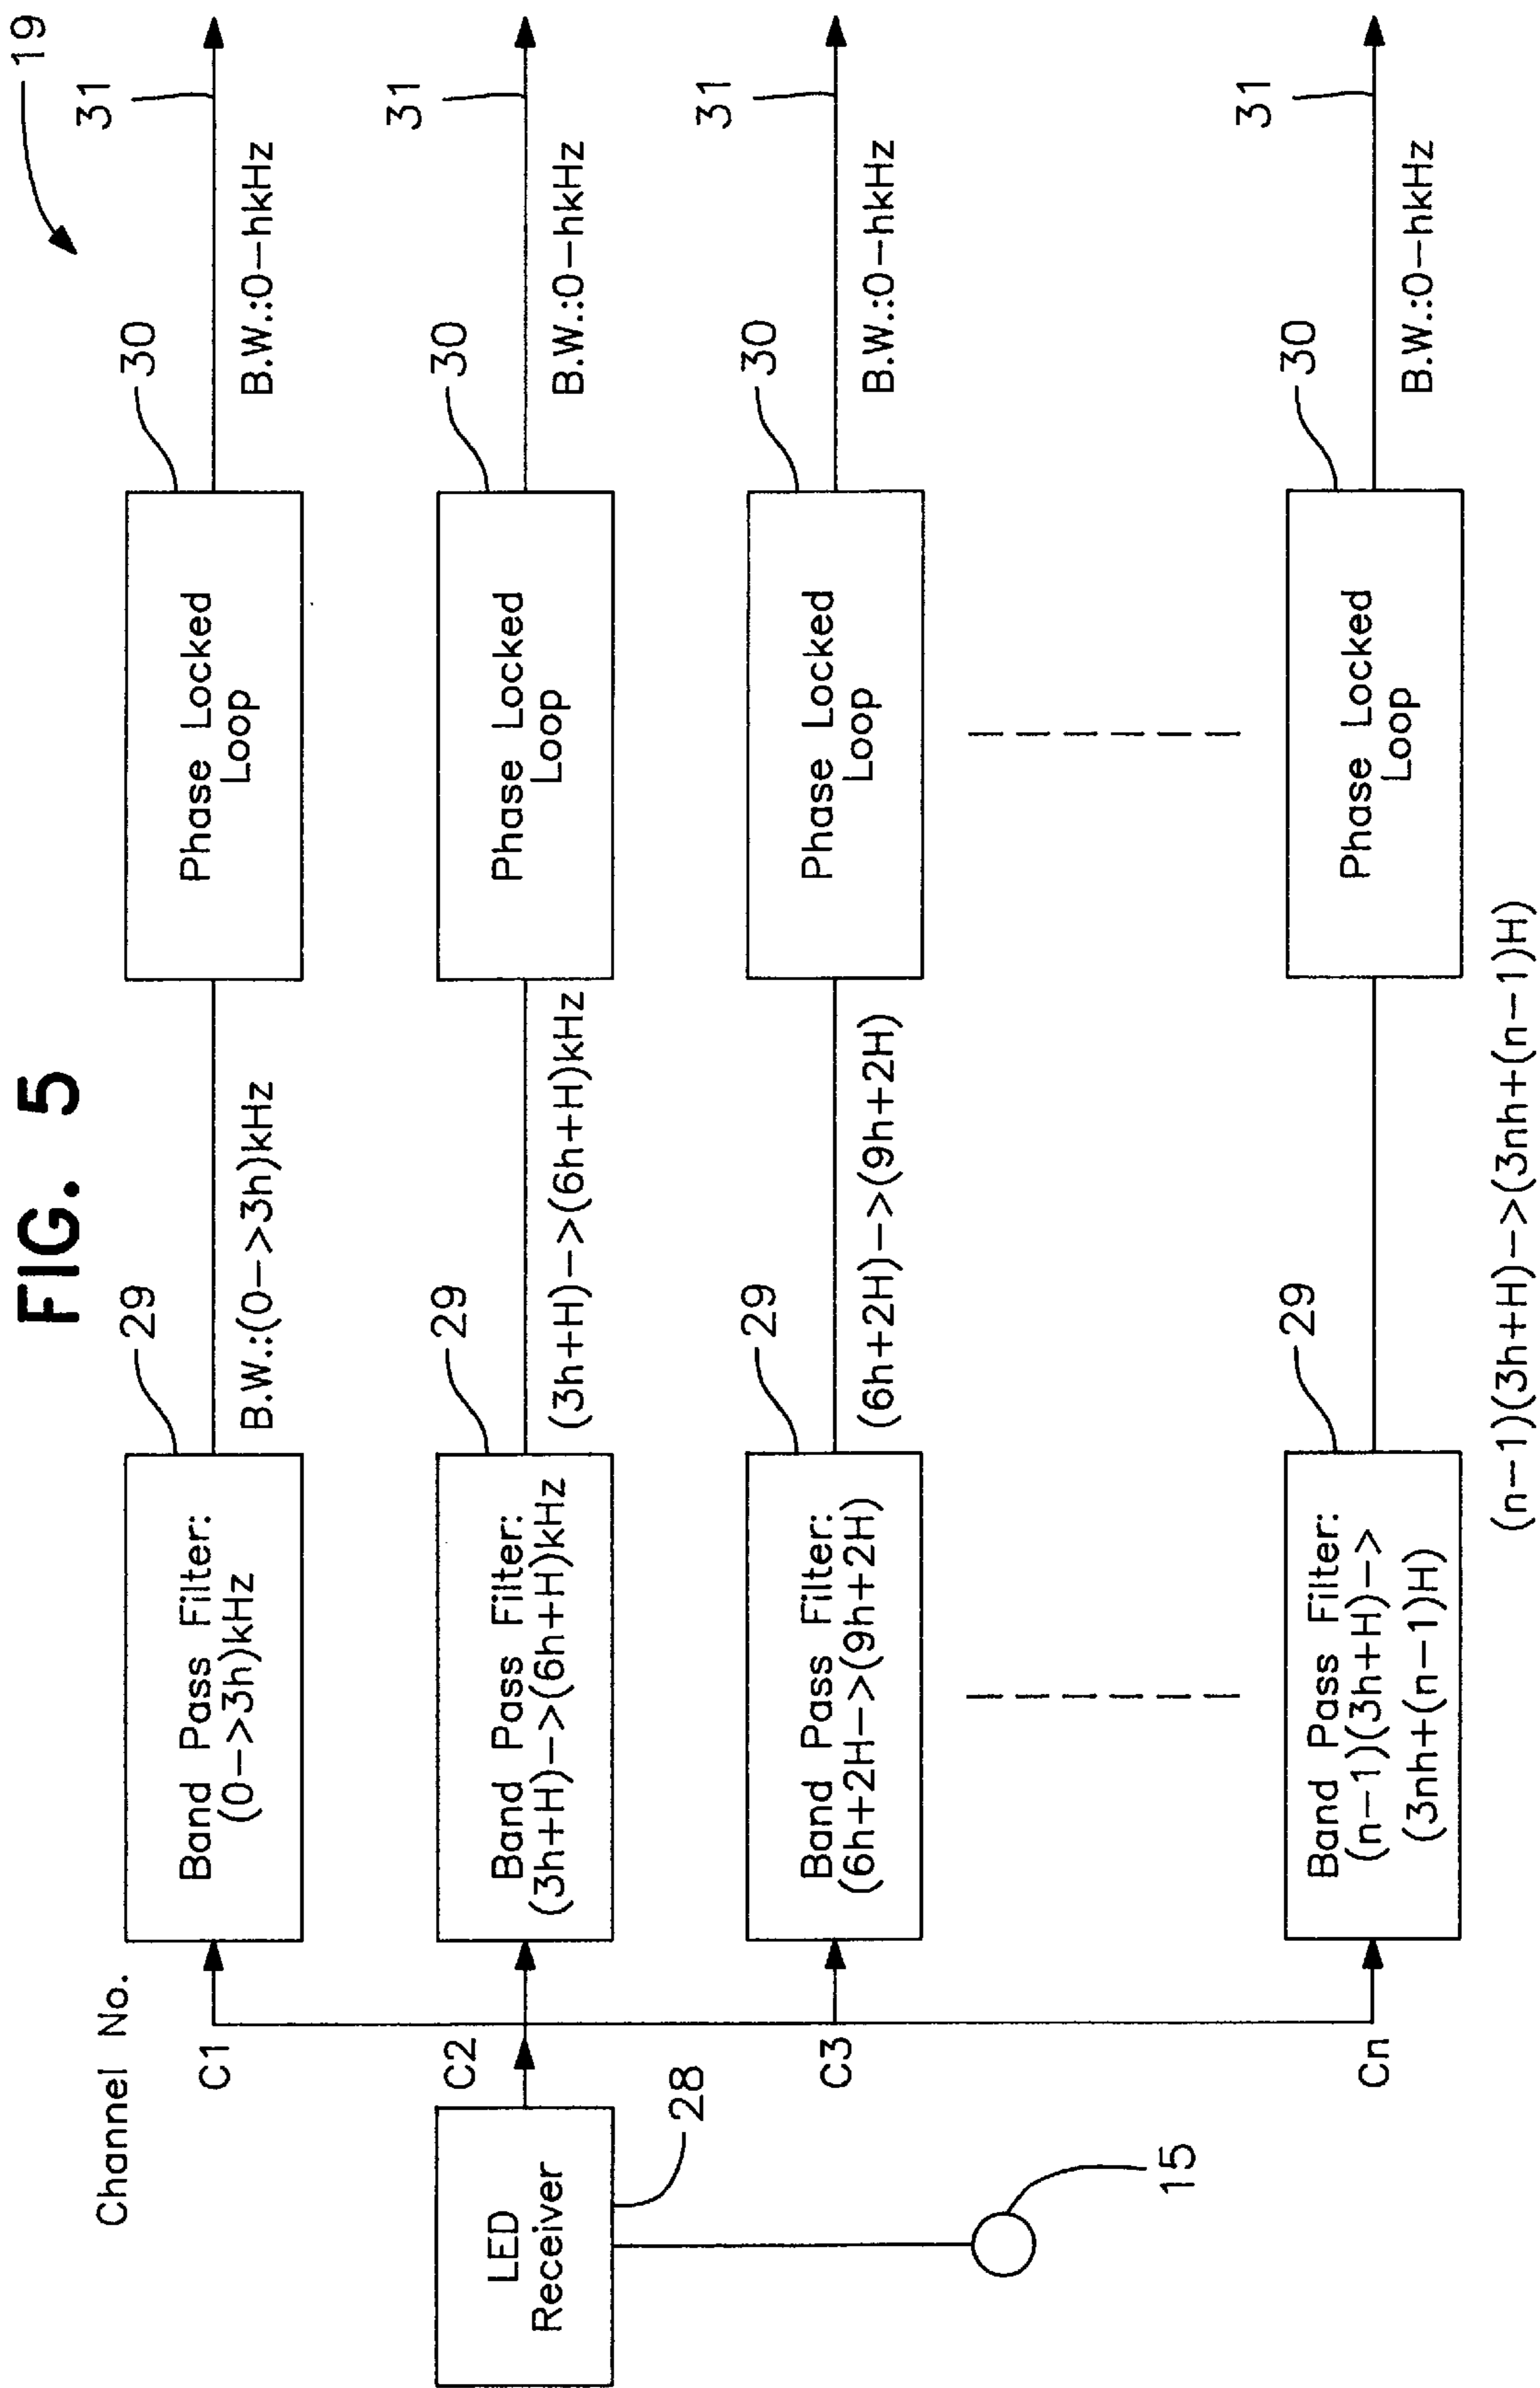 FIG. 5
19
Channel No.
C1
Band Pass Filter:
(0-->3h)kHz
29
B.W.:(0-->3h)kHz
Phase Locked
Loop
30
B.W.:0-hkHz
31
LED
Receiver
28
15
C2
Band Pass Filter:
(3h+H)-->(6h+H)kHz
29
(3h+H)-->(6h+H)kHz
Phase Locked
Loop
30
B.W.:0-hkHz
31
C3
Band Pass Filter:
(6h+2H-->(9h+2H)
29
(6h+2H)-->(9h+2H)
Phase Locked
Loop
30
B.W.:0-hkHz
31
Cn
Band Pass Filter:
(n-1)(3h+H)-->
(3nh+(n-1)H)
29
(n-1)(3h+H)-->(3nh+(n-1)H)
Phase Locked
Loop
30
B.W.:0-hkHz
31